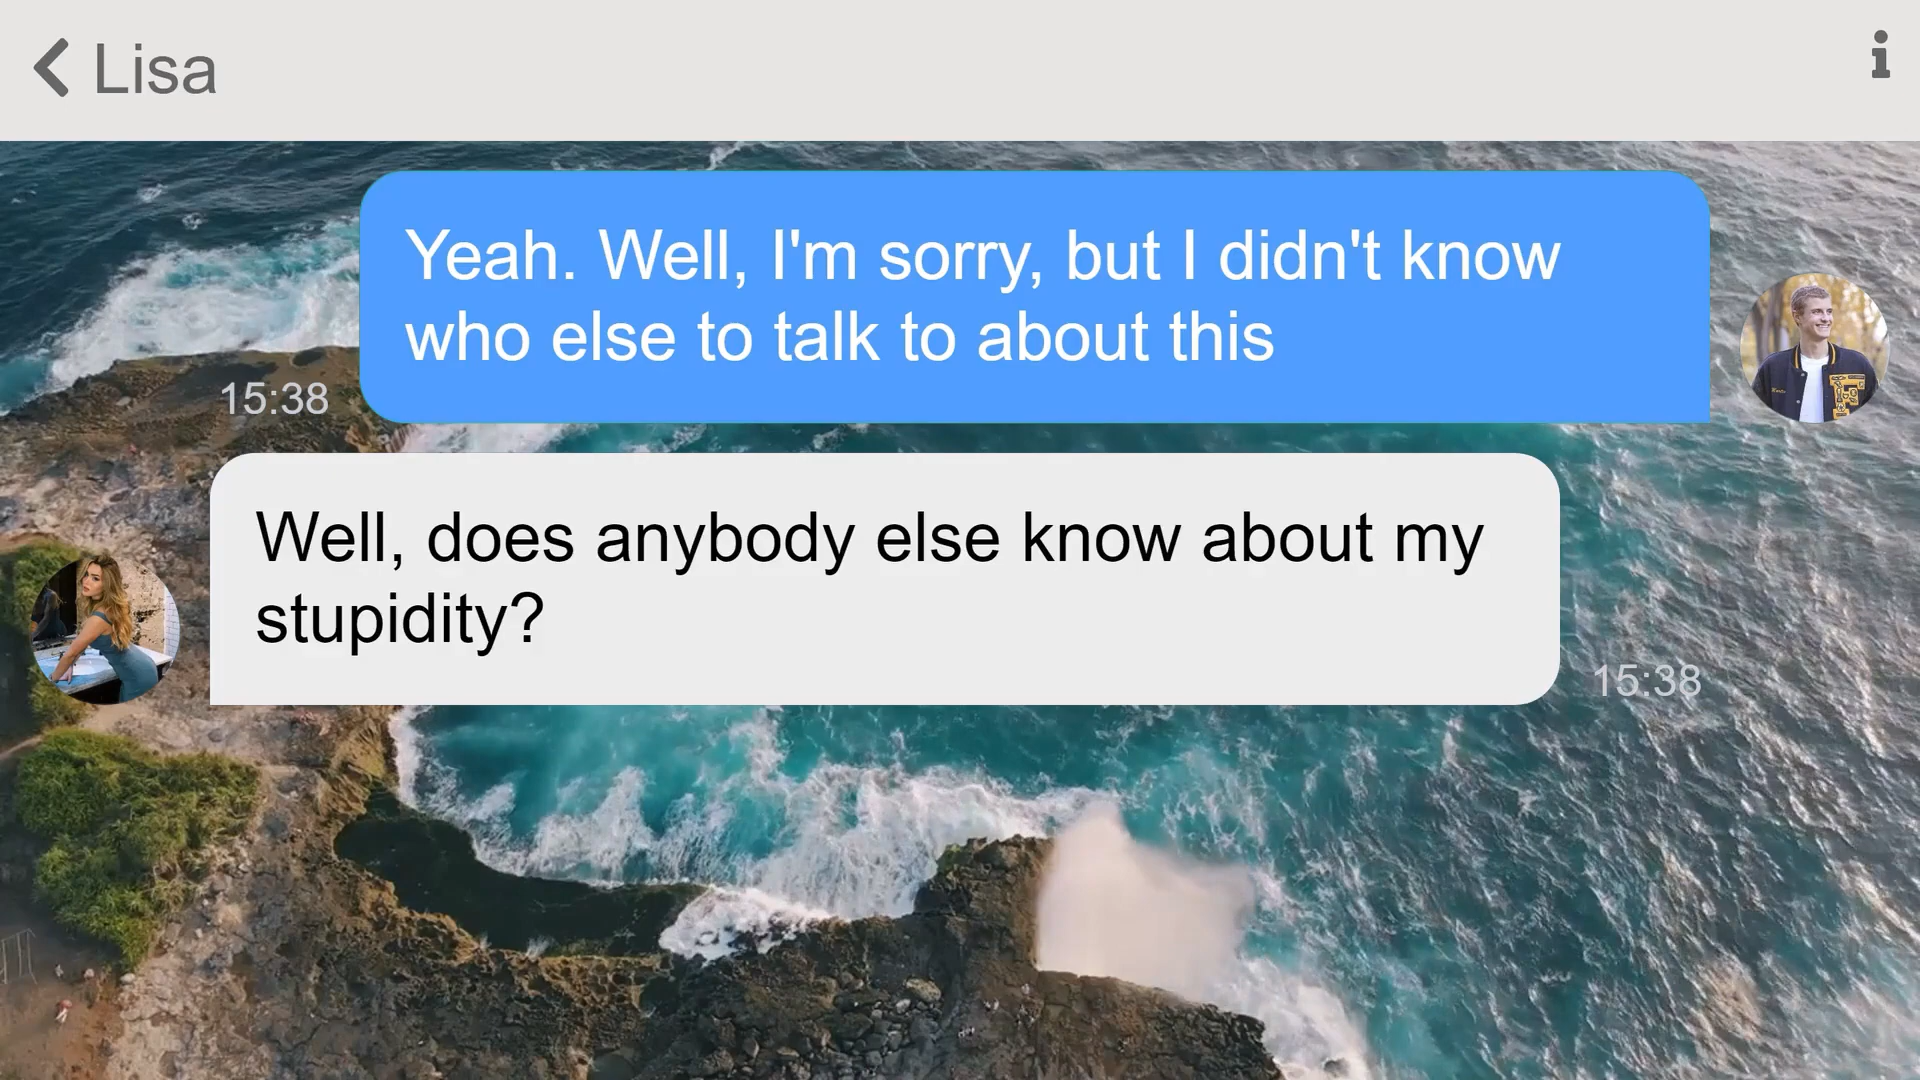 Lisa
Yeah. Well, I'm sorry, but I didn't know
who else to talk to about this
15:38
Well, does anybody else know about my
stupidity?
15:38